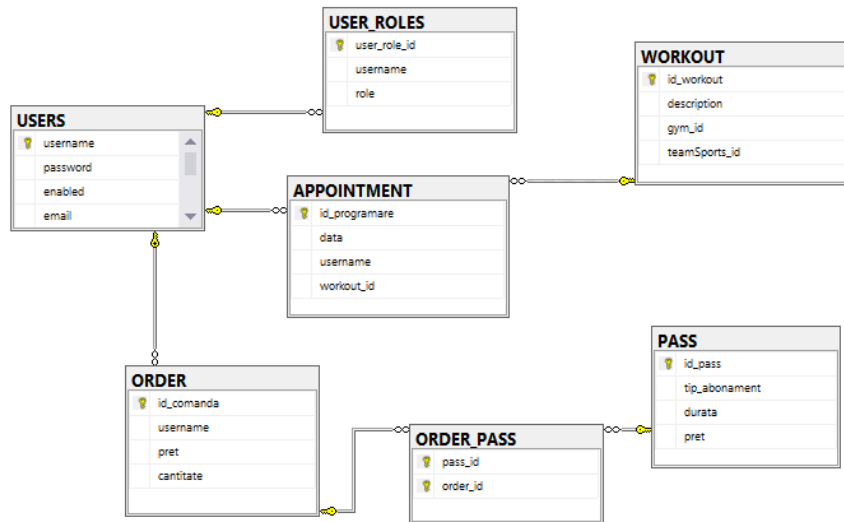 USER_ROLES
user_role_id
username
role
WORKOUT
id_workout
description
gym_id
teamSports_id
USERS
username
password
enabled
email
APPOINTMENT
id_programare
data
username
workout_id
ORDER
id_comanda
username
pret
cantitate
PASS
id_pass
tip_abonament
durata
pret
ORDER_PASS
pass_id
order_id